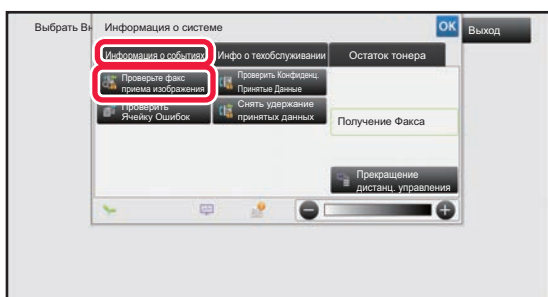 Выбрать Вн
Информация о системе
OK
Выход
Информация о событиях
Инфо о техобслуживании
Остаток тонера
Проверьте факс
приема изображения
Проверить Конфиденц.
Принятые Данные
Проверить
Ячейку Ошибок
Снять удержание
принятых данных
Получение Факса
Прекращение
дистанц. управления